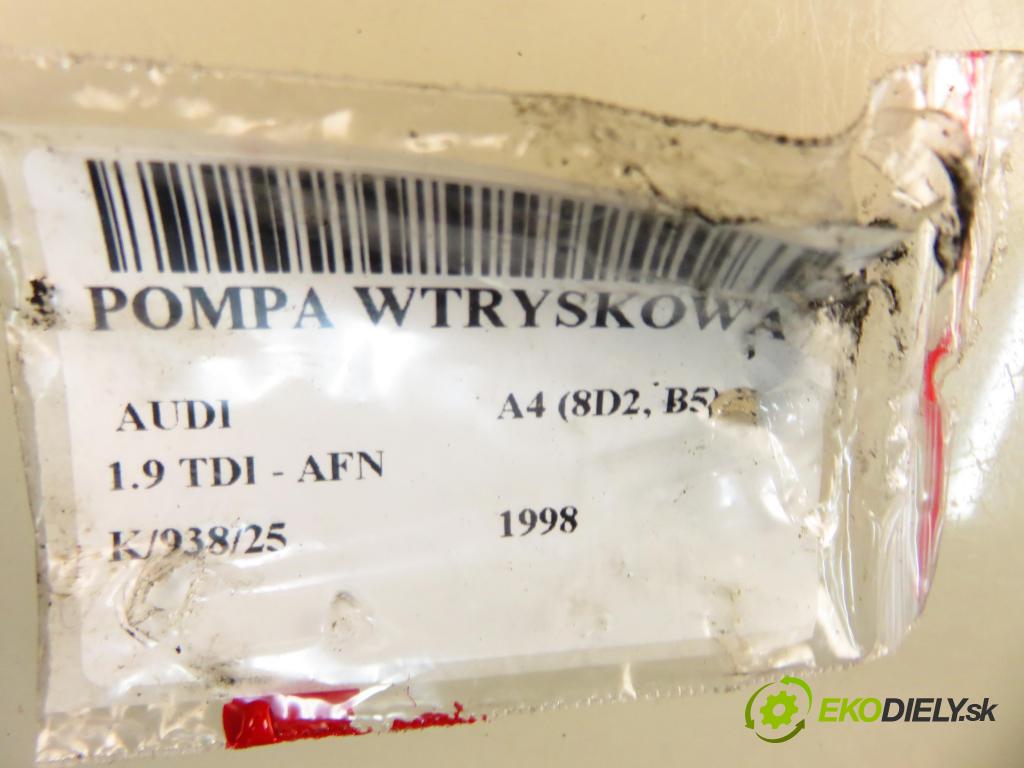 POMPA WTRYSKOWA
AUDI A4 (8D2, B5)
1.9 TDI - AFN
K/938/25 1998
EKODIELY.sk